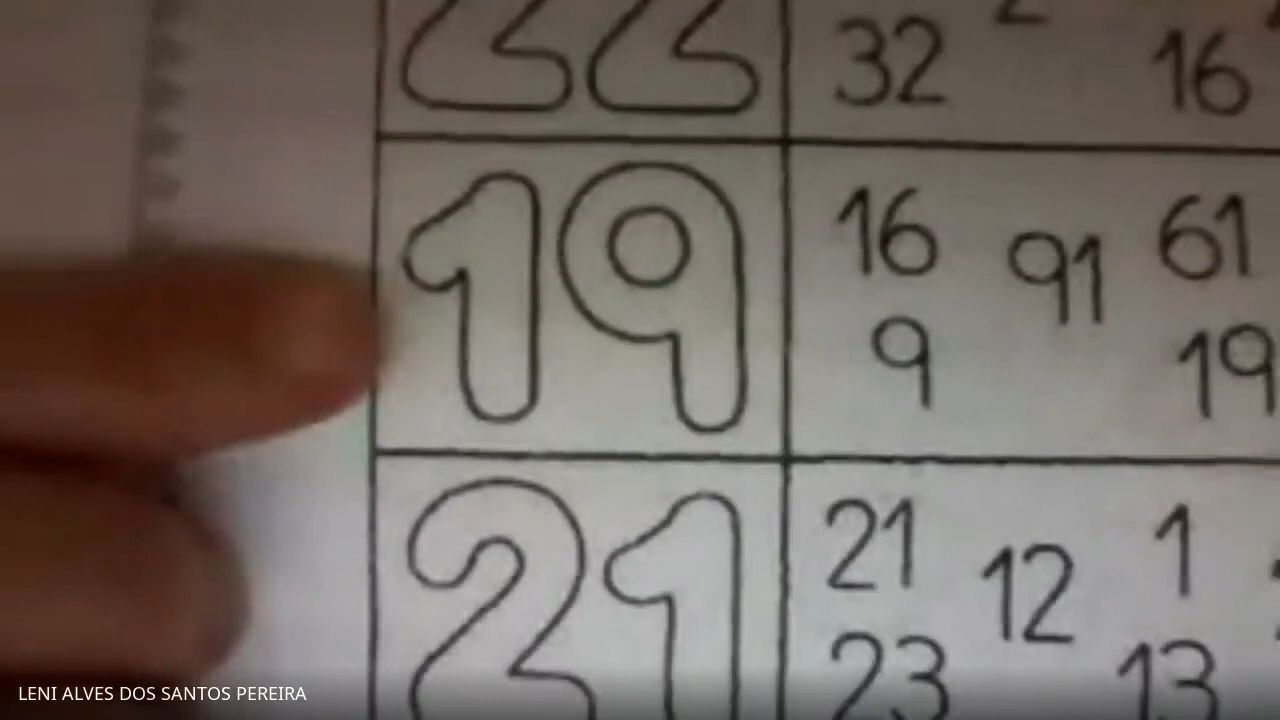 22
32 16
19
16 91 61
9 19
21
21 12 1
23 13
LENI ALVES DOS SANTOS PEREIRA